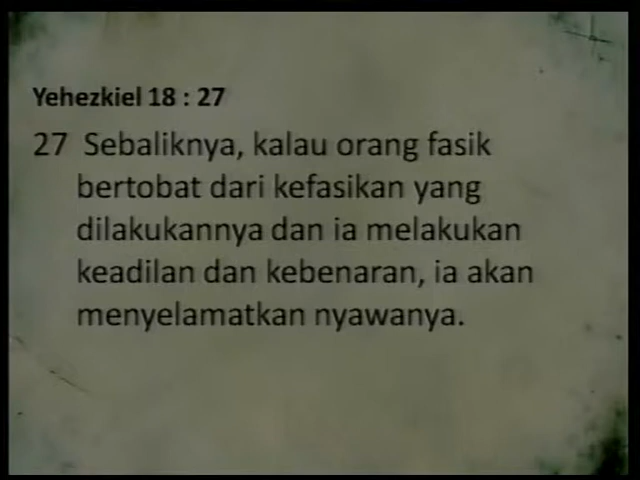 Yehezkiel 18 : 27
27 Sebaliknya, kalau orang fasik
bertobat dari kefasikan yang
dilakukannya dan ia melakukan
keadilan dan kebenaran, ia akan
menyelamatkan nyawanya.